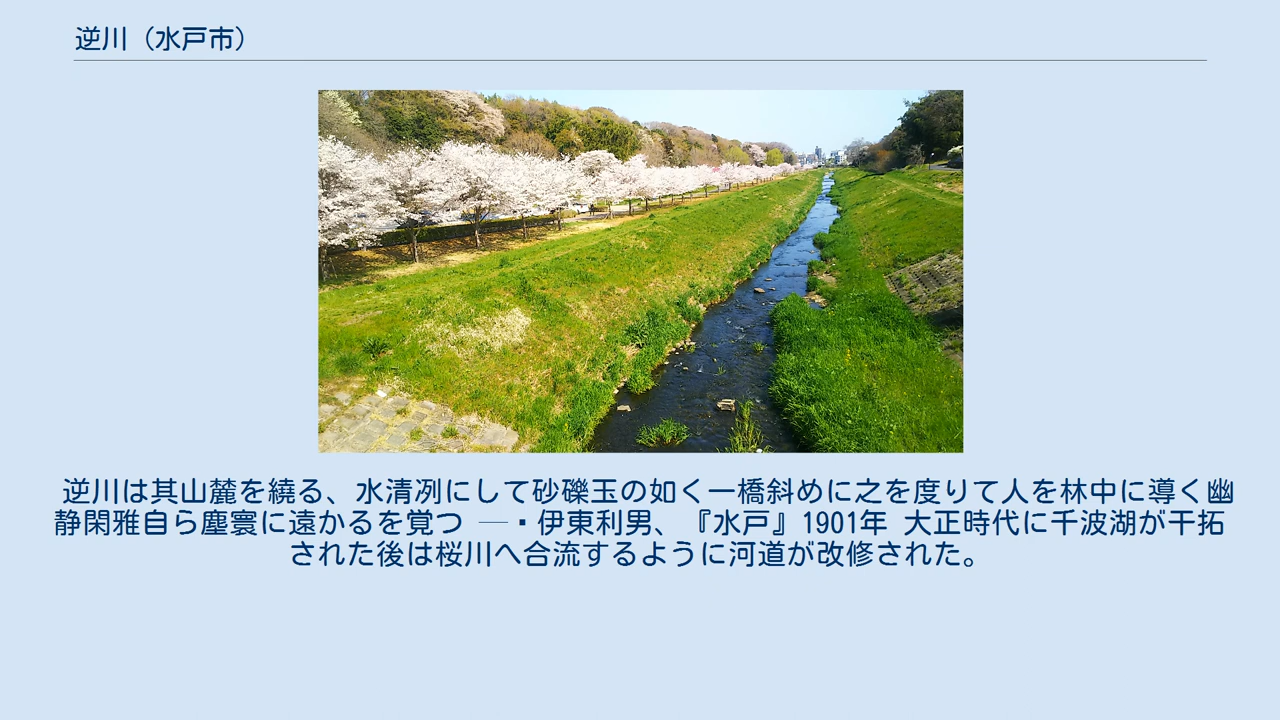 逆川（水戸市）
逆川は其山麓を繞る、水清冽にして砂礫玉の如く一橋斜めに之を度りて人を林中に導く幽
静閑雅自ら塵寰に遠かるを覚つ ─・伊東利男、『水戸』1901年 大正時代に千波湖が干拓
された後は桜川へ合流するように河道が改修された。